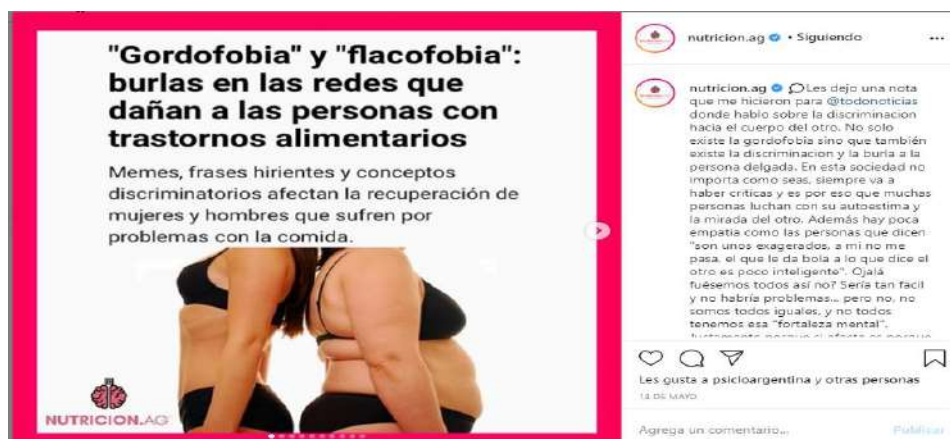 "Gordofobia" y "flacofobia":
burlas en las redes que
dañan a las personas con
trastornos alimentarios
Memes, frases hirientes y conceptos
discriminatorios afectan la recuperación de
mujeres y hombres que sufren por
problemas con la comida.
NUTRICION.AG
nutricion.ag • Siguiendo
nutricion.ag Les dejo una nota
que me hicieron para @todonoticias
donde hablo sobre la discriminacion
hacia el cuerpo del otro. No solo
existe la gordofobia sino que también
existe la discriminacion y la burla a la
persona delgada. En esta sociedad no
importa como seas, siempre va a
haber criticas y es por eso que muchas
personas luchan con su autoestima y
la mirada del otro. Además hay poca
empatia como las personas que dicen
"son unos exagerados, a mi no me
pasa, el que le da bola a lo que dice el
otro es poco inteligente". Ojalá
fuésemos todos así no? Sería tan facil
y no habría problemas... pero no, no
somos todos iguales, y no todos
tenemos esa "fortaleza mental".
Les gusta a psicioargentina y otras personas
13 DE MAYO
Agrega un comentario...
Publicar